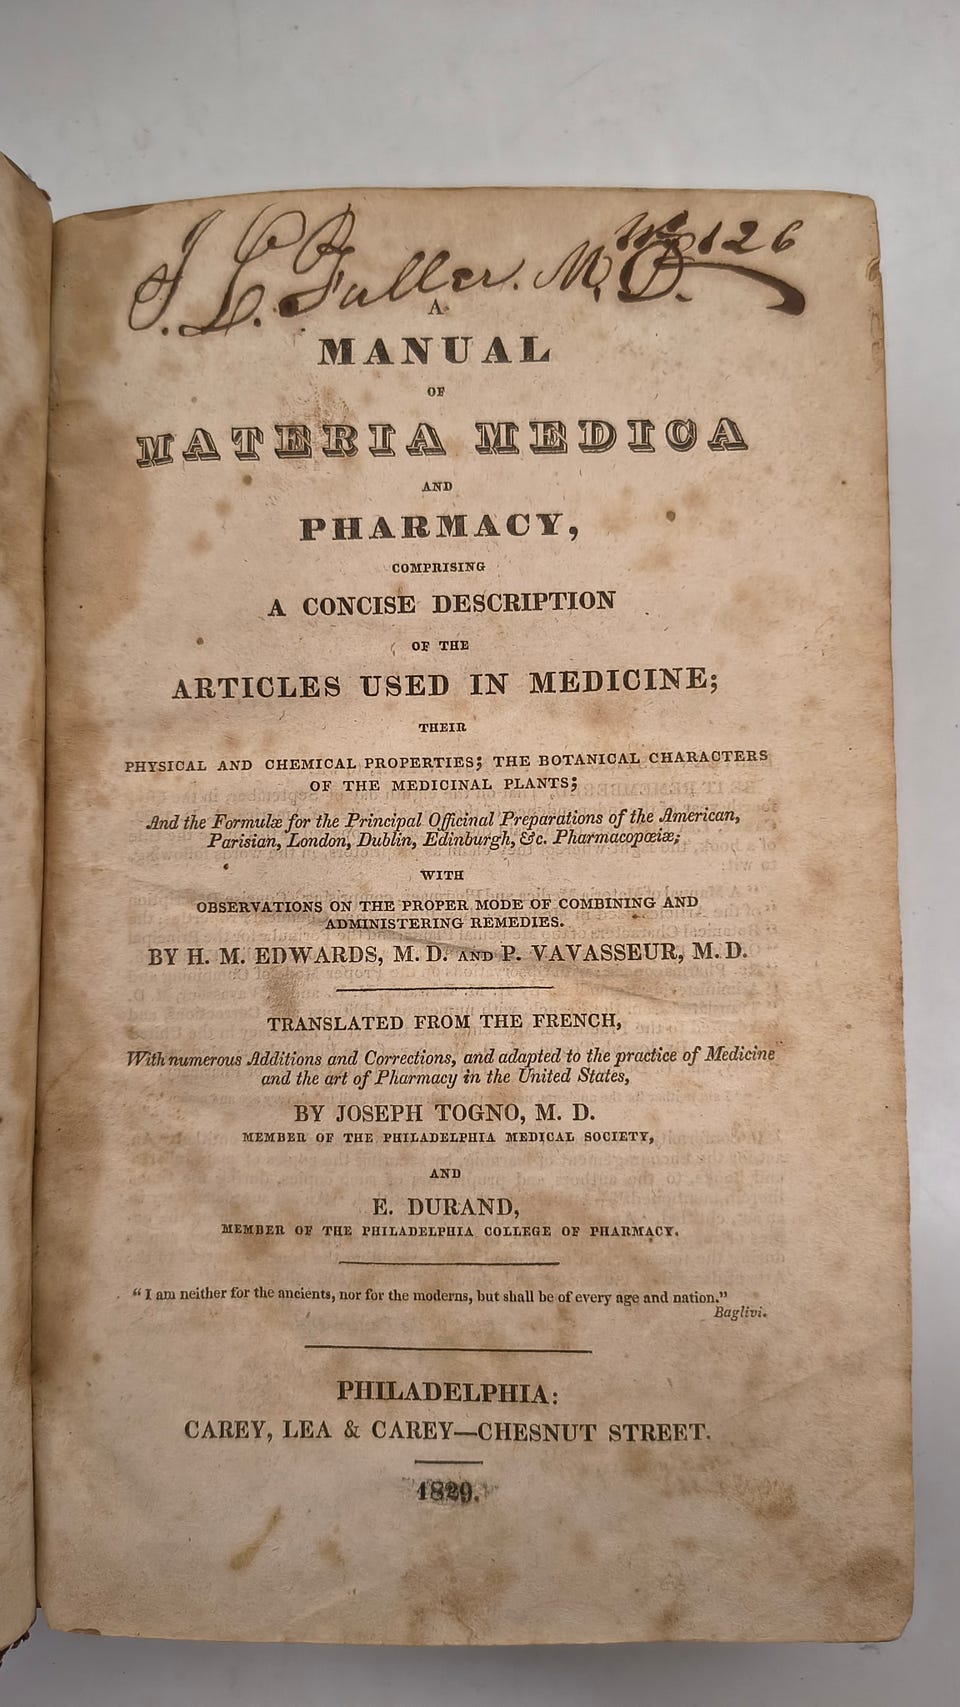 No 126
J. C. Fuller. M. D.
A
MANUAL
OF
MATERIA MEDICA
AND
PHARMACY,
COMPRISING
A CONCISE DESCRIPTION
OF THE
ARTICLES USED IN MEDICINE;
THEIR
PHYSICAL AND CHEMICAL PROPERTIES; THE BOTANICAL CHARACTERS
OF THE MEDICINAL PLANTS;
And the Formulæ for the Principal Officinal Preparations of the American,
Parisian, London, Dublin, Edinburgh, &c. Pharmacopœiæ;
WITH
OBSERVATIONS ON THE PROPER MODE OF COMBINING AND
ADMINISTERING REMEDIES.
BY H. M. EDWARDS, M. D. AND P. VAVASSEUR, M. D.
TRANSLATED FROM THE FRENCH,
With numerous Additions and Corrections, and adapted to the practice of Medicine
and the art of Pharmacy in the United States,
BY JOSEPH TOGNO, M. D.
MEMBER OF THE PHILADELPHIA MEDICAL SOCIETY,
AND
E. DURAND,
MEMBER OF THE PHILADELPHIA COLLEGE OF PHARMACY.
"I am neither for the ancients, nor for the moderns, but shall be of every age and nation."
Baglivi.
PHILADELPHIA:
CAREY, LEA & CAREY—CHESNUT STREET.
1829.